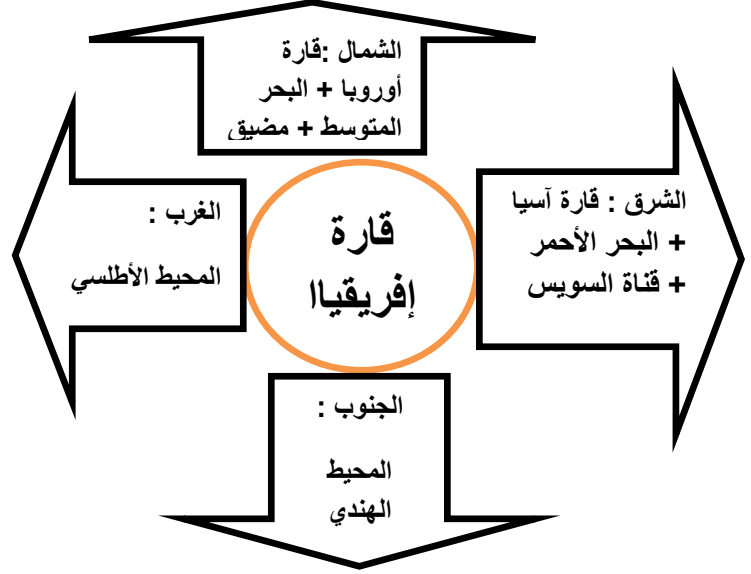 الشمال :قارة
أوروبا + البحر
المتوسط + مضيق
الشرق : قارة آسيا
+ البحر الأحمر
+ قناة السويس
قارة
إفريقياا
الغرب :
المحيط الأطلسي
الجنوب :
المحيط
الهندي